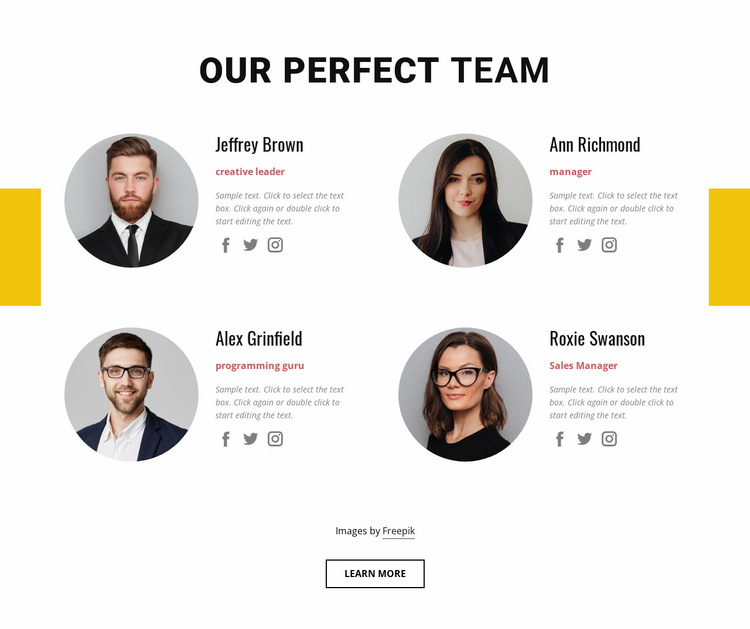 OUR PERFECT TEAM
Jeffrey Brown
creative leader
Sample text. Click to select the text
box. Click again or double click to
start editing the text.
Ann Richmond
manager
Sample text. Click to select the text
box. Click again or double click to
start editing the text.
Alex Grinfield
programming guru
Sample text. Click to select the text
box. Click again or double click to
start editing the text.
Roxie Swanson
Sales Manager
Sample text. Click to select the text
box. Click again or double click to
start editing the text.
Images by Freepik
LEARN MORE